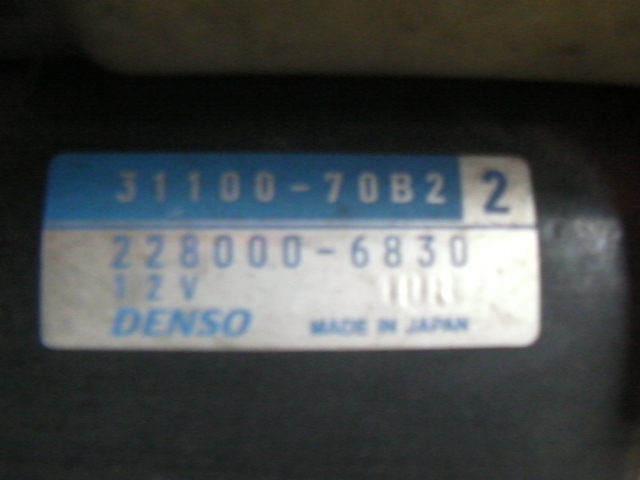 31100-70B2 2
228000-6830
12V
DENSO MADE IN JAPAN